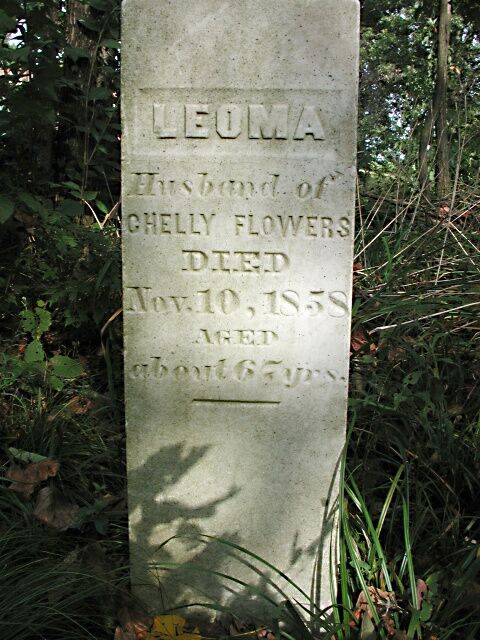 LEOMA
Husband of
CHELLY FLOWERS
DIED
Nov. 10, 1858
AGED
about 67 yrs.